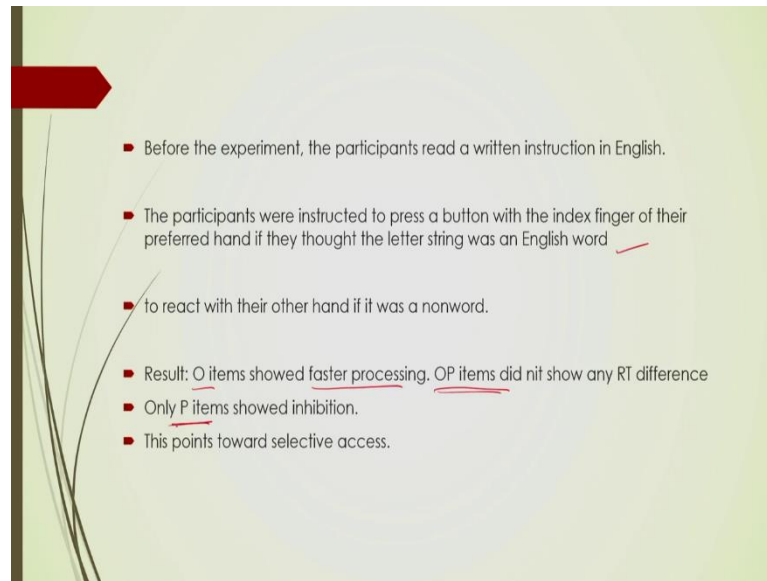 Before the experiment, the participants read a written instruction in English.
The participants were instructed to press a button with the index finger of their
preferred hand if they thought the letter string was an English word
to react with their other hand if it was a nonword.
Result: O items showed faster processing. OP items did nit show any RT difference
Only P items showed inhibition.
This points toward selective access.